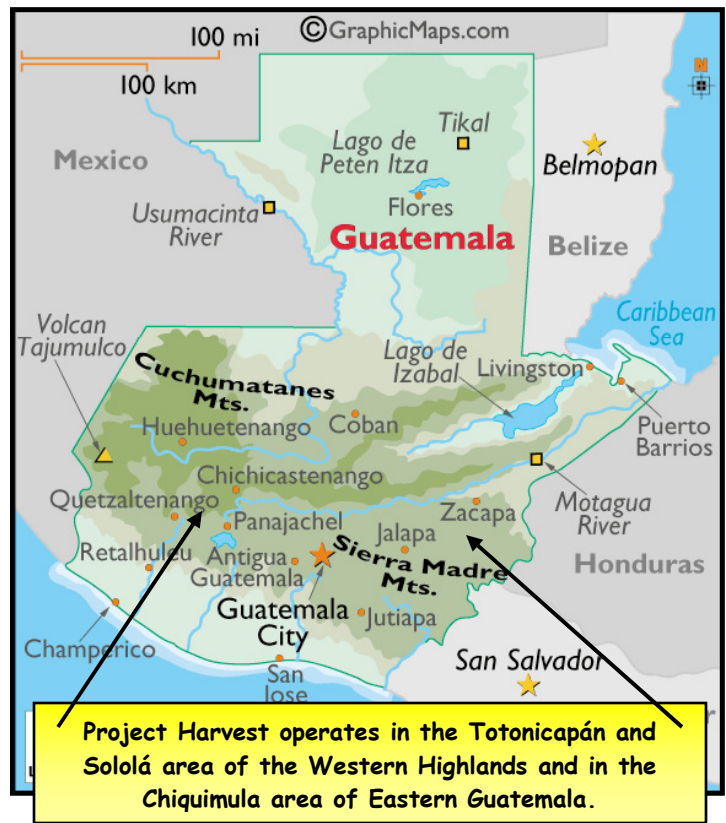 100 mi
©GraphicMaps.com
100 km
N
Tikal
Lago de
Peten Itza
Mexico
Belmopan
Usumacinta
River
Flores
Guatemala
Belize
Caribbean
Sea
Volcan
Tajumulco
Lago de
Izabal
Livingston
Cuchumatanes
Mts.
Huehuetenango
Coban
Puerto
Barrios
Chichicastenango
Quetzaltenango
Panajachel
Zacapa
Motagua
River
Jalapa
Retalhuleu
Antigua
Guatemala
Sierra Madre
Mts.
Honduras
Guatemala
City
Jutiapa
Champerico
San
Jose
San Salvador
Project Harvest operates in the Totonicapán and
Sololá area of the Western Highlands and in the
Chiquimula area of Eastern Guatemala.